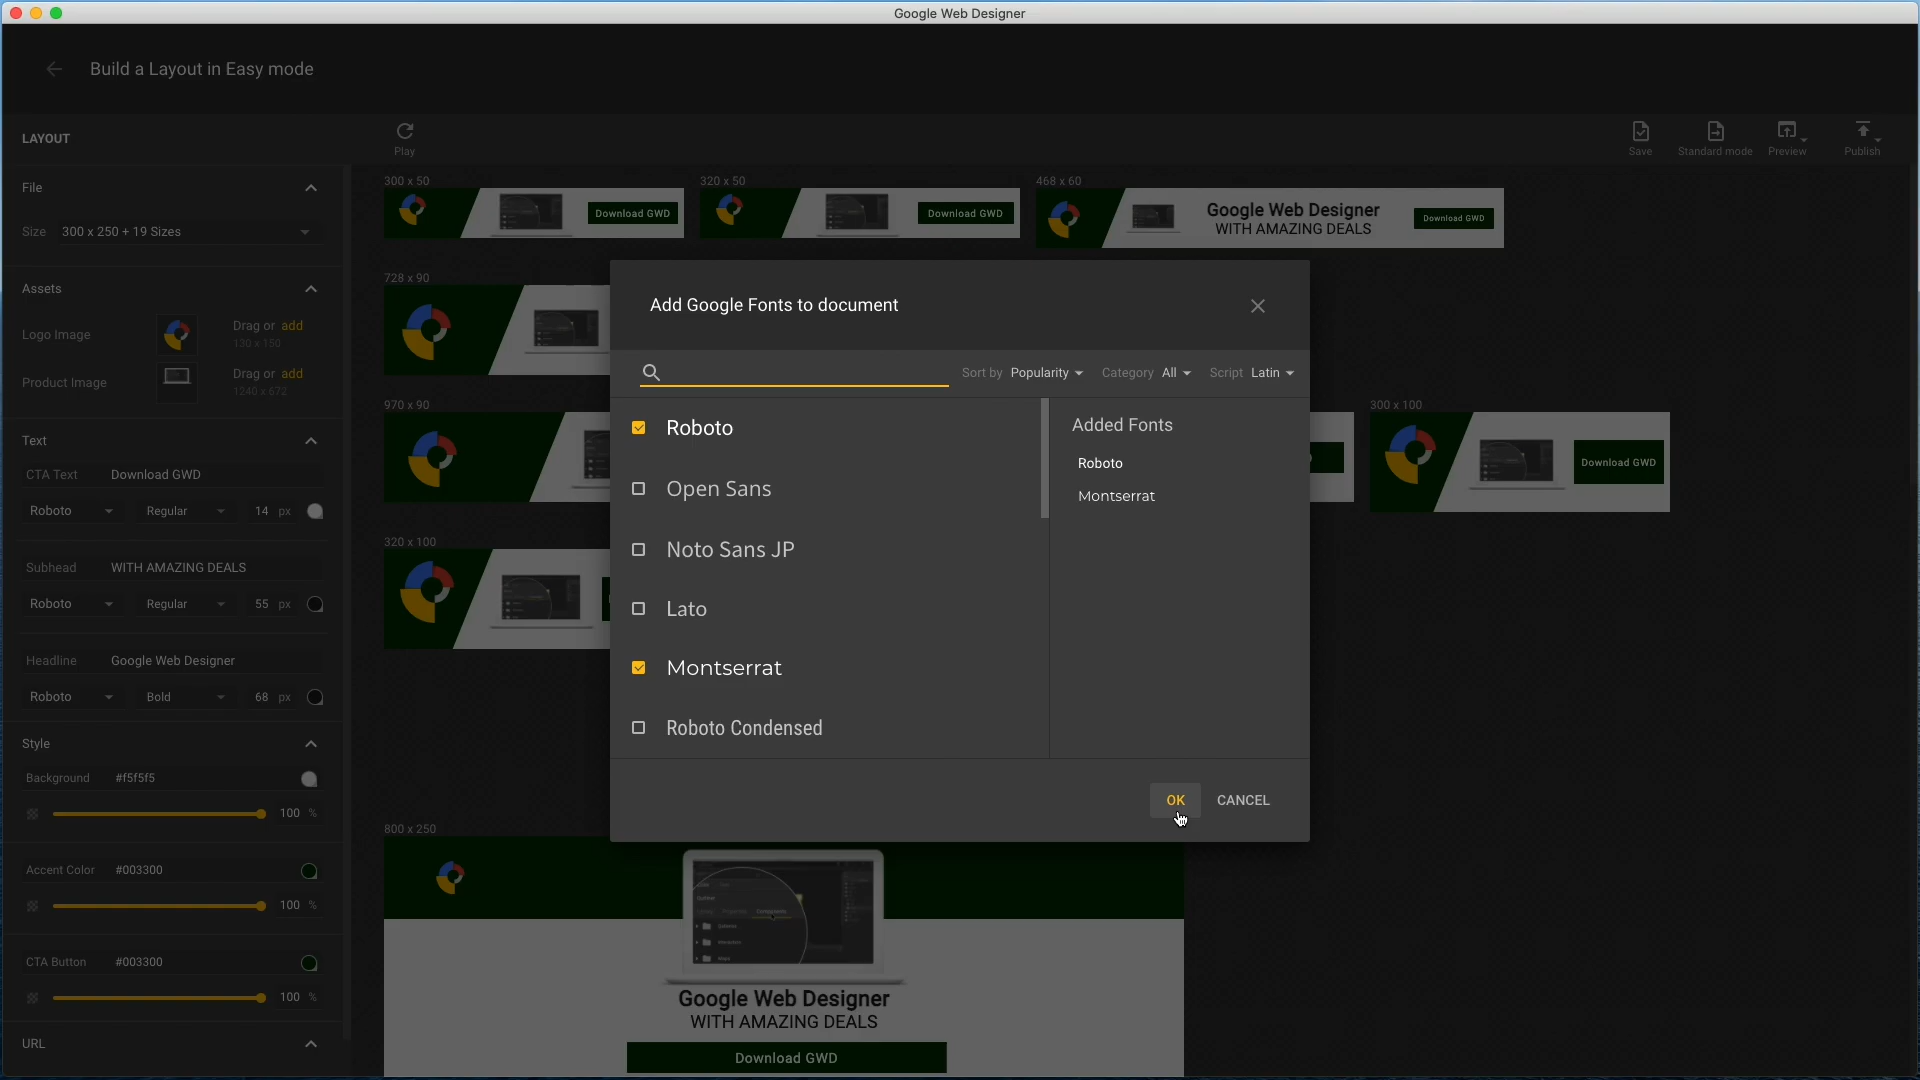 Google Web Designer
Build a Layout in Easy mode
LAYOUT
Play
Save
Standard mode
Preview
Publish
File
Size 300 x 250 + 19 Sizes
Assets
Logo Image
Drag or add
130 x 150
Product Image
Drag or add
1240 x 672
Text
CTA Text Download GWD
Roboto Regular 14 px
Subhead WITH AMAZING DEALS
Roboto Regular 55 px
Headline Google Web Designer
Roboto Bold 68 px
Style
Background #f5f5f5
100 %
Accent Color #003300
100 %
CTA Button #003300
100 %
URL
300 x 50
Download GWD
320 x 50
Download GWD
468 x 60
Google Web Designer
WITH AMAZING DEALS
Download GWD
728 x 90
970 x 90
300 x 100
Download GWD
320 x 100
Add Google Fonts to document
Sort by Popularity
Category All
Script Latin
Roboto
Open Sans
Noto Sans JP
Lato
Montserrat
Roboto Condensed
Added Fonts
Roboto
Montserrat
OK
CANCEL
800 x 250
Google Web Designer
WITH AMAZING DEALS
Download GWD